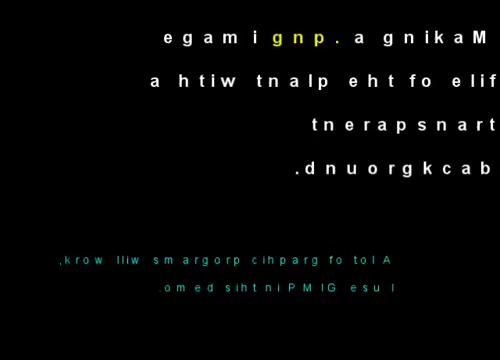 egami gnp. a gnikaM
a htiw tnalp eht fo elif
tnerapsnart
.dnuorgkcab
,krow lliw smargorp cihparg fo tol A
.omed siht ni PMIG esu I